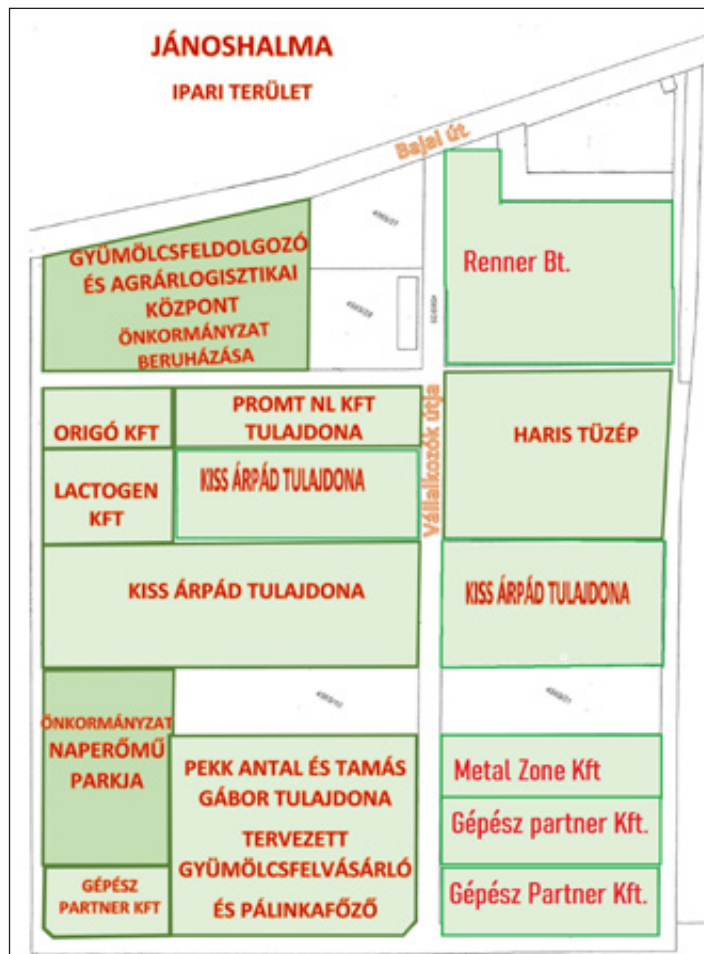 JÁNOSHALMA
IPARI TERÜLET
Bajai út.
GYÜMÖLCSFELDOLGOZÓ
ÉS AGRÁRLOGISZTIKAI
KÖZPONT
ÖNKORMÁNYZAT
BERUHÁZÁSA
Renner Bt.
ORIGÓ KFT
PROMT NL KFT
TULAJDONA
Vállalkozók útja
HARIS TÜZÉP
LACTOGEN
KFT
KISS ÁRPÁD TULAJDONA
KISS ÁRPÁD TULAJDONA
KISS ÁRPÁD TULAJDONA
ÖNKORMÁNYZAT
NAPERŐMŰ
PARKJA
PEKK ANTAL ÉS TAMÁS
GÁBOR TULAJDONA
TERVEZETT
GYÜMÖLCSFELVÁSÁRLÓ
ÉS PÁLINKAFŐZŐ
Metal Zone Kft
Gépész partner Kft.
GÉPÉSZ
PARTNER KFT
Gépész Partner Kft.